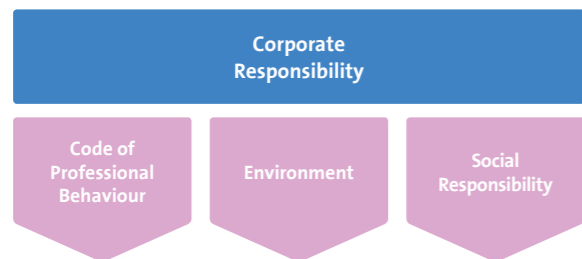 Corporate
Responsibility
Code of
Professional
Behaviour
Environment
Social
Responsibility